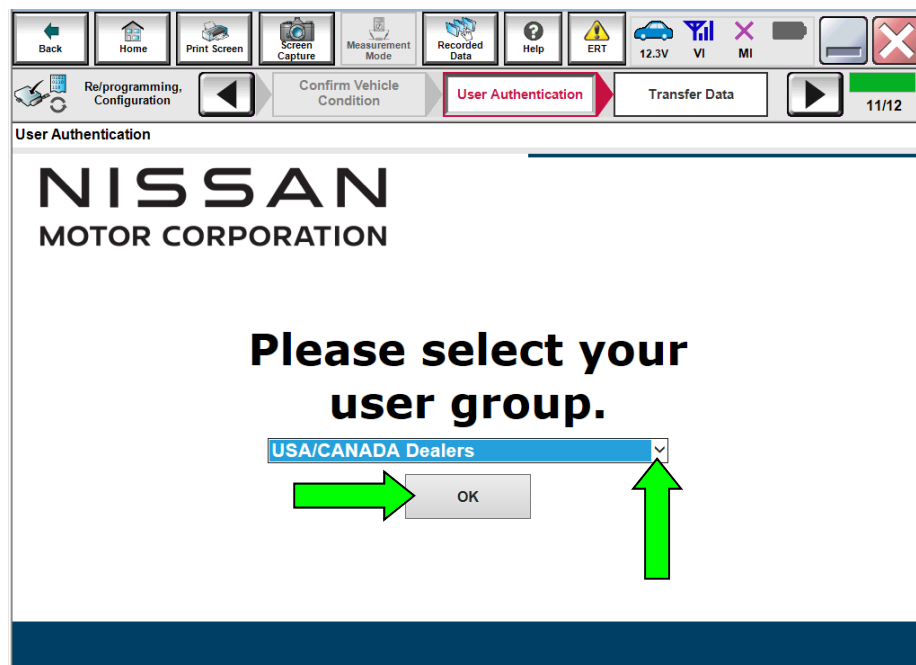 Back
Home
Print Screen
Screen
Capture
Measurement
Mode
Recorded
Data
Help
ERT
12.3V
VI
MI
Re/programming,
Configuration
Confirm Vehicle
Condition
User Authentication
Transfer Data
11/12
User Authentication
NISSAN
MOTOR CORPORATION
Please select your
user group.
USA/CANADA Dealers
OK